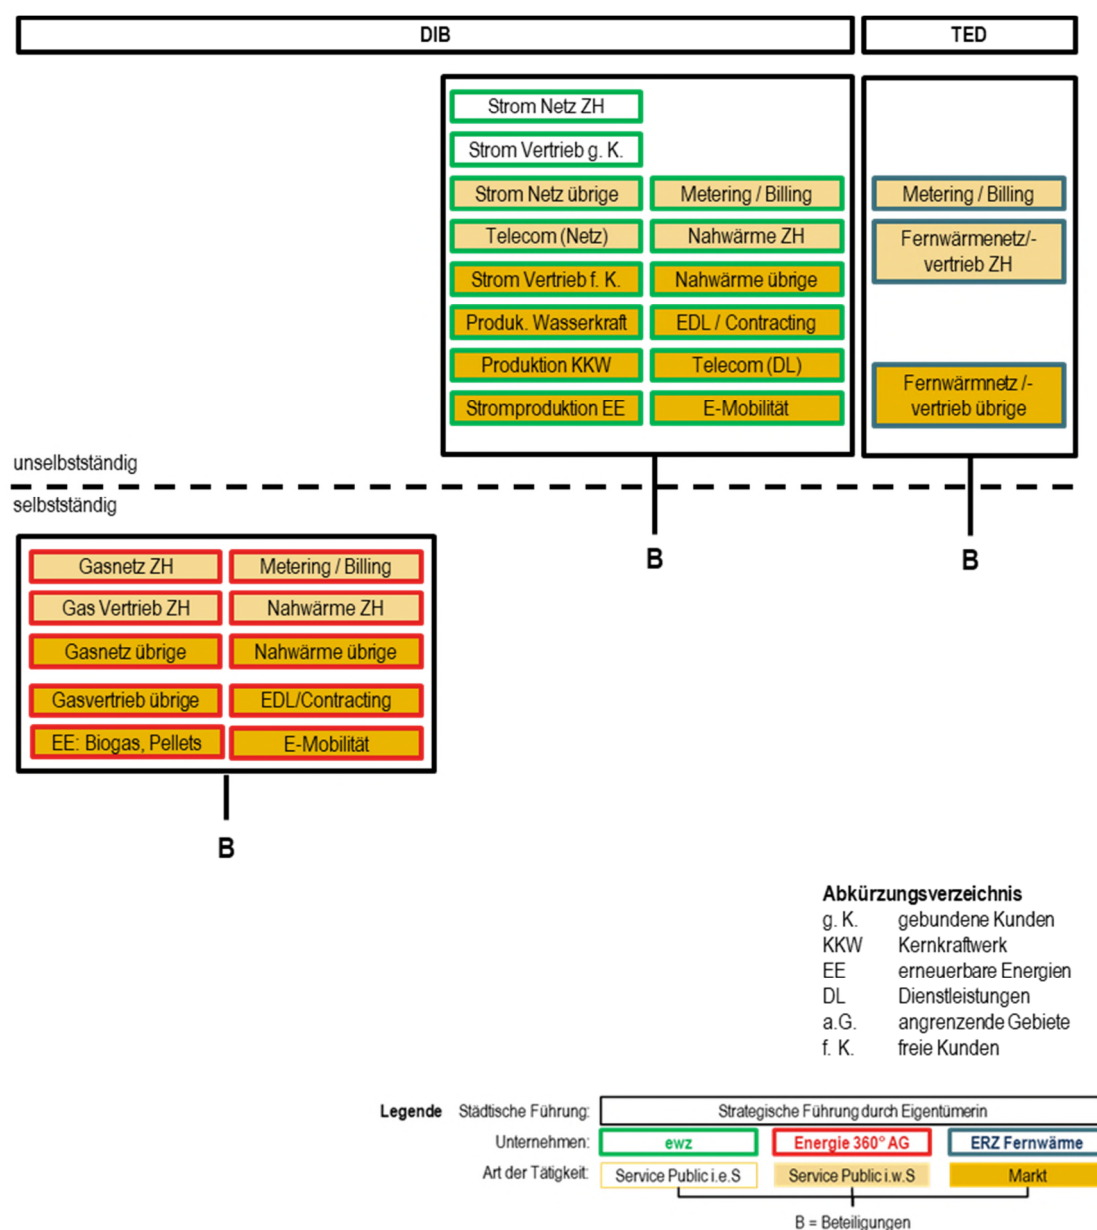 DIB
TED
Strom Netz ZH
Strom Vertrieb g. K.
Strom Netz übrige
Metering / Billing
Telecom (Netz)
Nahwärme ZH
Strom Vertrieb f. K.
Nahwärme übrige
Produk. Wasserkraft
EDL / Contracting
Produktion KKW
Telecom (DL)
Stromproduktion EE
E-Mobilität
Metering / Billing
Fernwärmenetz/-
vertrieb ZH
Fernwärmnetz /-
vertrieb übrige
unselbstständig
selbstständig
B
B
Gasnetz ZH
Metering / Billing
Gas Vertrieb ZH
Nahwärme ZH
Gasnetz übrige
Nahwärme übrige
Gasvertrieb übrige
EDL/Contracting
EE: Biogas, Pellets
E-Mobilität
B
Abkürzungsverzeichnis
g. K. gebundene Kunden
KKW Kernkraftwerk
EE erneuerbare Energien
DL Dienstleistungen
a.G. angrenzende Gebiete
f. K. freie Kunden
Legende Städtische Führung: Strategische Führung durch Eigentümerin
Unternehmen: ewz Energie 360° AG ERZ Fernwärme
Art der Tätigkeit: Service Public i.e.S Service Public i.w.S Markt
B = Beteiligungen